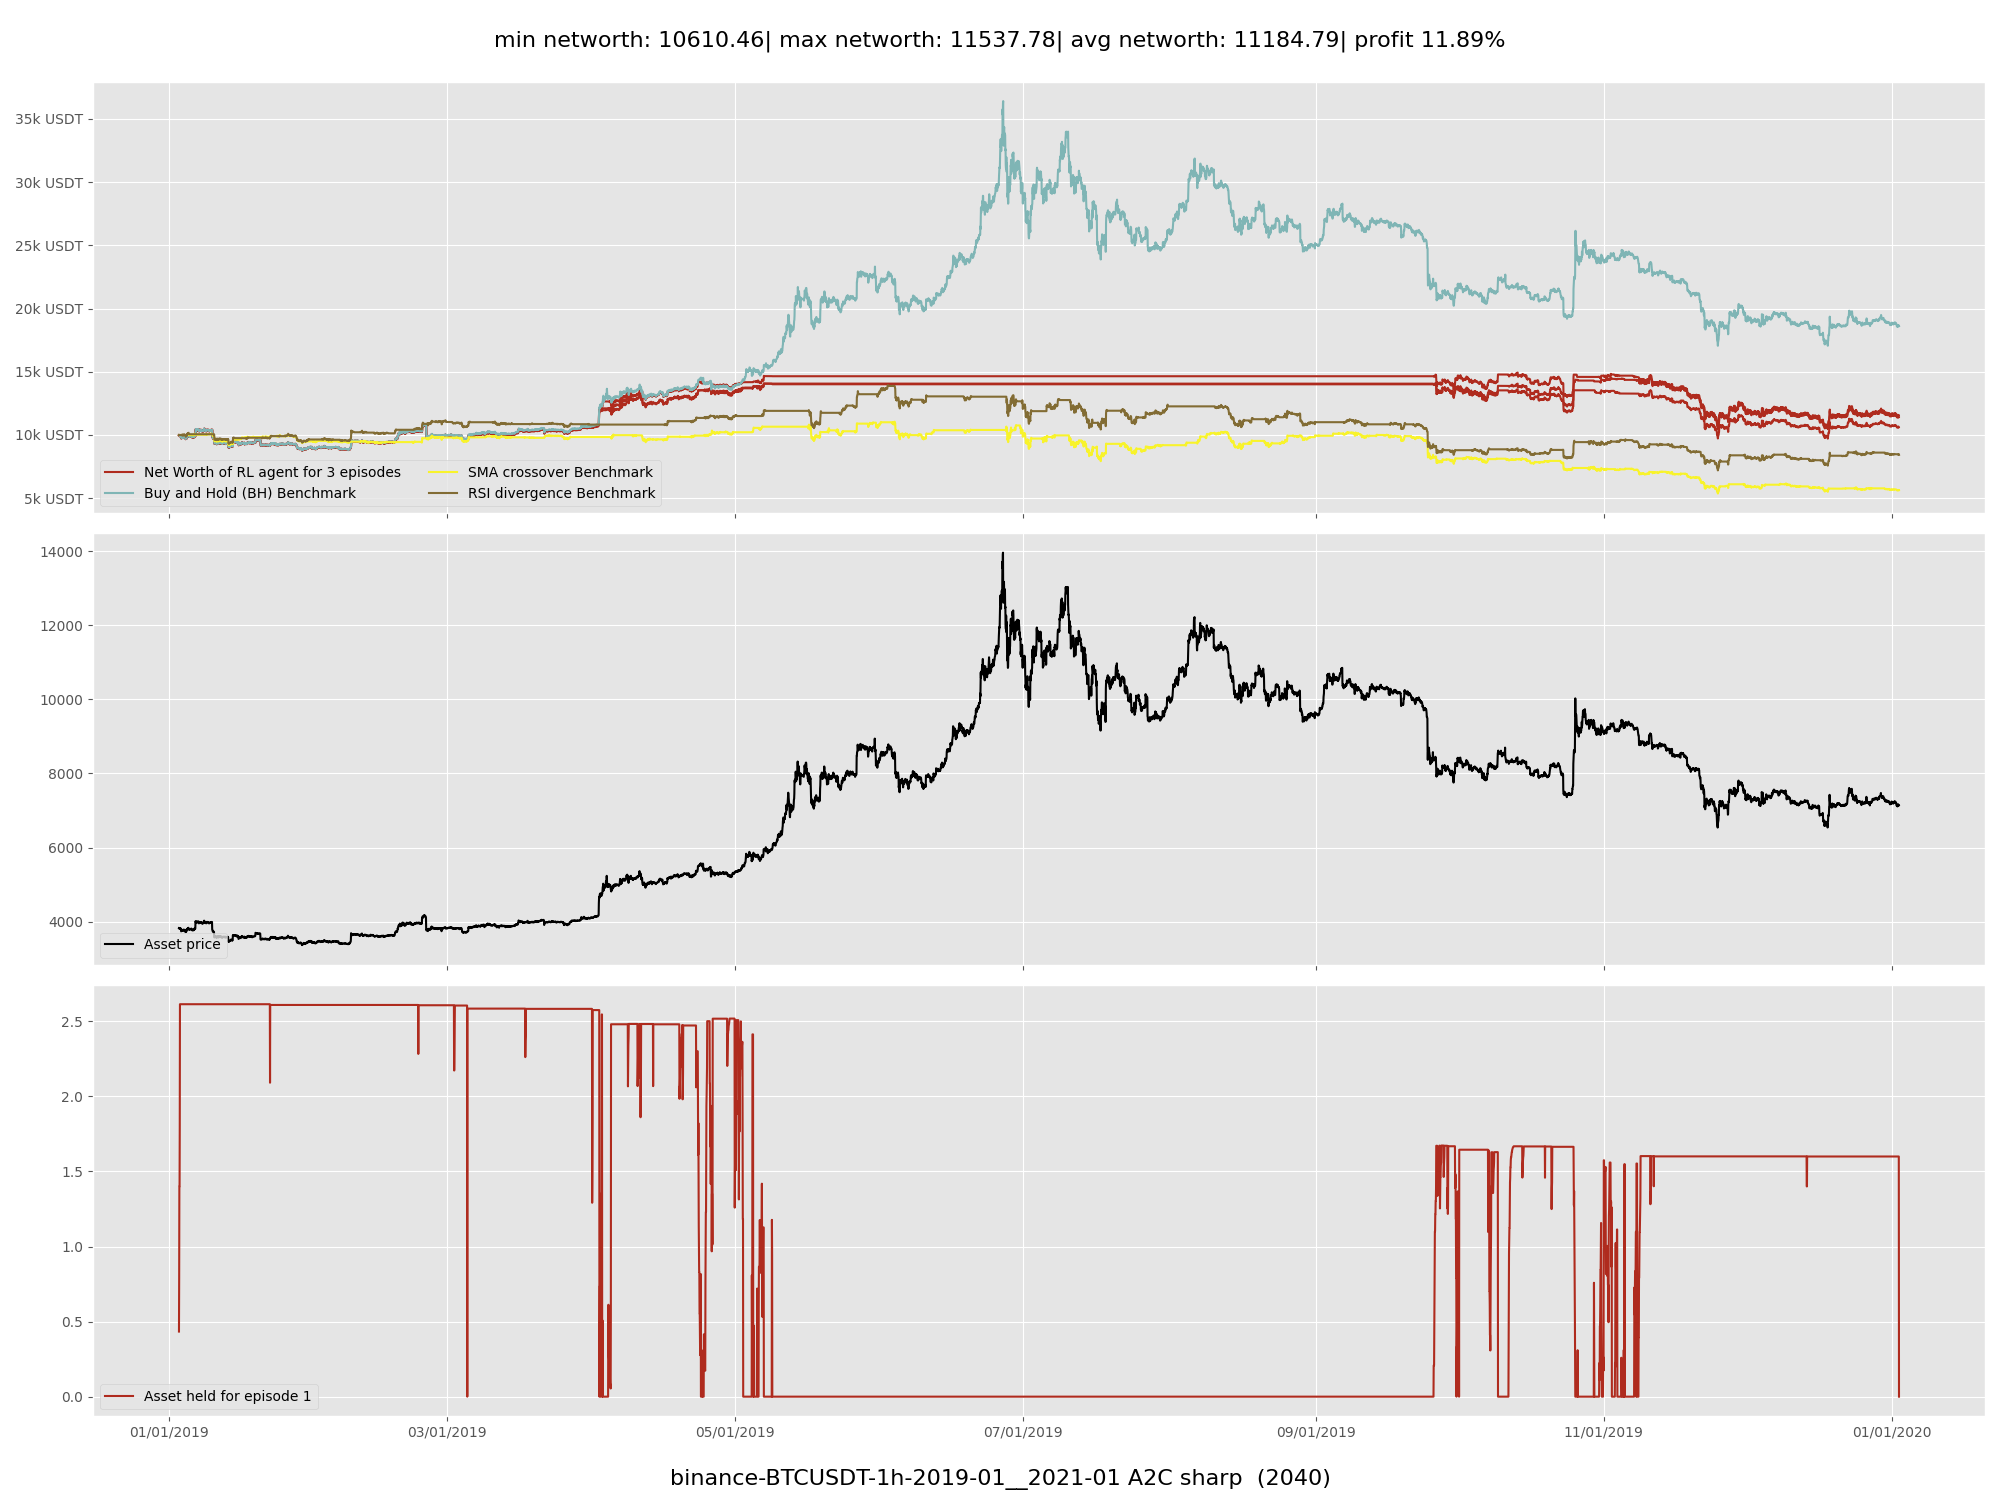 min networth: 10610.46| max networth: 11537.78| avg networth: 11184.79| profit 11.89%
35k USDT
30k USDT
25k USDT
20k USDT
15k USDT
10k USDT
5k USDT
Net Worth of RL agent for 3 episodes
Buy and Hold (BH) Benchmark
SMA crossover Benchmark
RSI divergence Benchmark
14000
12000
10000
8000
6000
4000
Asset price
2.5
2.0
1.5
1.0
0.5
0.0
Asset held for episode 1
01/01/2019 03/01/2019 05/01/2019 07/01/2019 09/01/2019 11/01/2019 01/01/2020
binance-BTCUSDT-1h-2019-01__2021-01 A2C sharp  (2040)